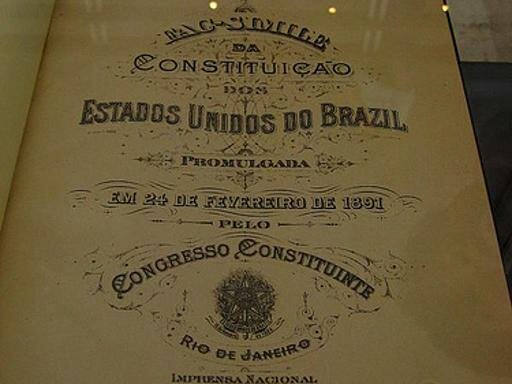 FAC-SIMILE
DA
CONSTITUIÇÃO
DOS
ESTADOS UNIDOS DO BRAZIL
PROMULGADA
EM 24 DE FEVEREIRO DE 1891
PELO
CONGRESSO CONSTITUINTE
RIO DE JANEIRO
IMPRENSA NACIONAL